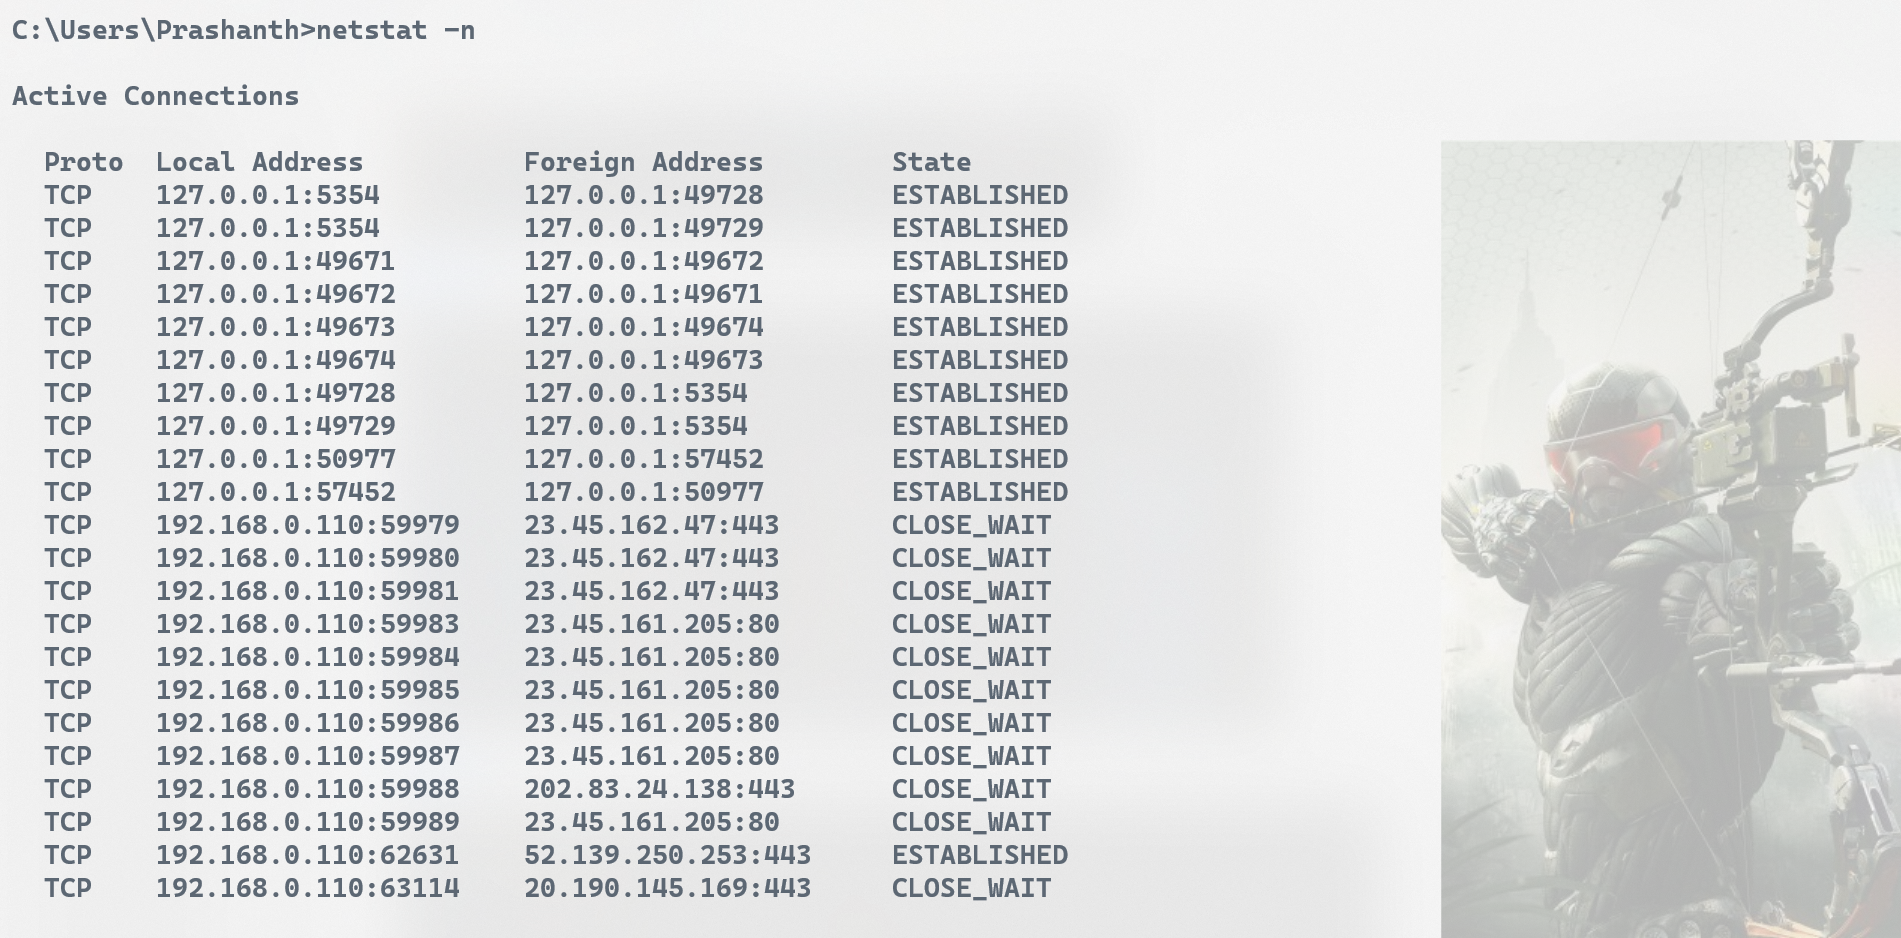 C:\Users\Prashanth>netstat -n
Active Connections
Proto  Local Address          Foreign Address        State
TCP    127.0.0.1:5354         127.0.0.1:49728        ESTABLISHED
TCP    127.0.0.1:5354         127.0.0.1:49729        ESTABLISHED
TCP    127.0.0.1:49671        127.0.0.1:49672        ESTABLISHED
TCP    127.0.0.1:49672        127.0.0.1:49671        ESTABLISHED
TCP    127.0.0.1:49673        127.0.0.1:49674        ESTABLISHED
TCP    127.0.0.1:49674        127.0.0.1:49673        ESTABLISHED
TCP    127.0.0.1:49728        127.0.0.1:5354         ESTABLISHED
TCP    127.0.0.1:49729        127.0.0.1:5354         ESTABLISHED
TCP    127.0.0.1:50977        127.0.0.1:57452        ESTABLISHED
TCP    127.0.0.1:57452        127.0.0.1:50977        ESTABLISHED
TCP    192.168.0.110:59979    23.45.162.47:443       CLOSE_WAIT
TCP    192.168.0.110:59980    23.45.162.47:443       CLOSE_WAIT
TCP    192.168.0.110:59981    23.45.162.47:443       CLOSE_WAIT
TCP    192.168.0.110:59983    23.45.161.205:80       CLOSE_WAIT
TCP    192.168.0.110:59984    23.45.161.205:80       CLOSE_WAIT
TCP    192.168.0.110:59985    23.45.161.205:80       CLOSE_WAIT
TCP    192.168.0.110:59986    23.45.161.205:80       CLOSE_WAIT
TCP    192.168.0.110:59987    23.45.161.205:80       CLOSE_WAIT
TCP    192.168.0.110:59988    202.83.24.138:443      CLOSE_WAIT
TCP    192.168.0.110:59989    23.45.161.205:80       CLOSE_WAIT
TCP    192.168.0.110:62631    52.139.250.253:443     ESTABLISHED
TCP    192.168.0.110:63114    20.190.145.169:443     CLOSE_WAIT